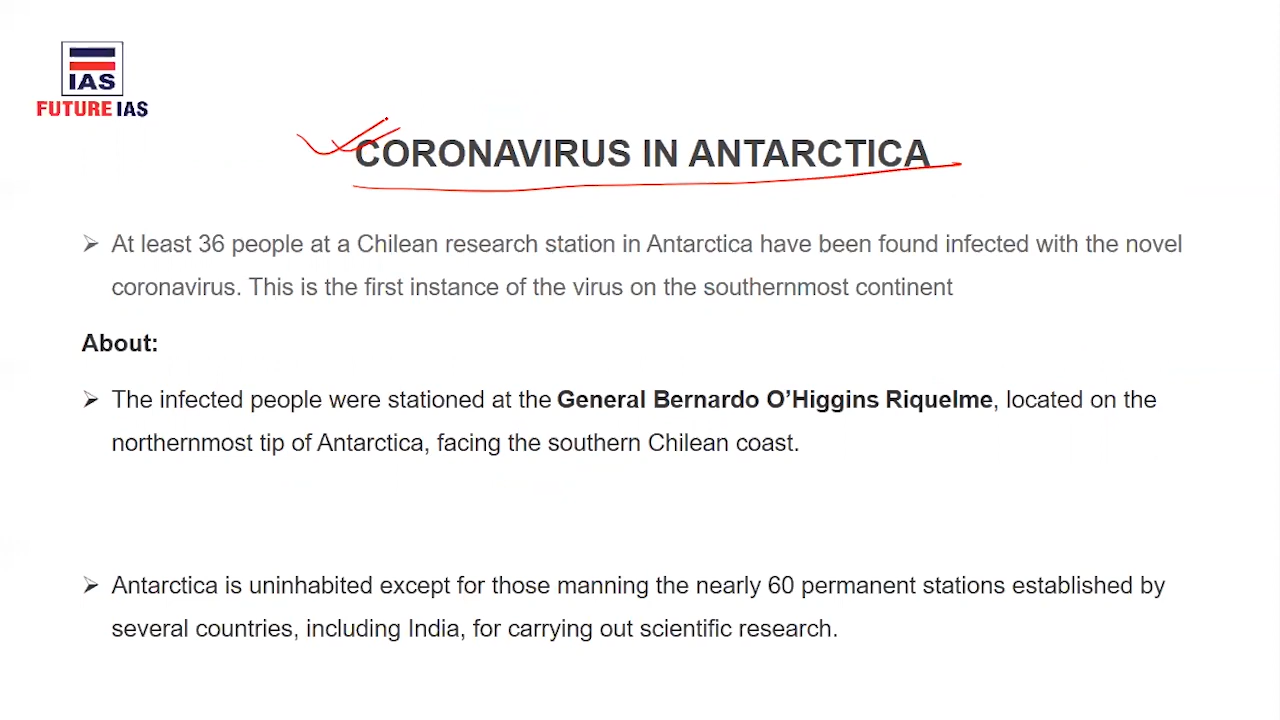 IAS
FUTURE IAS
CORONAVIRUS IN ANTARCTICA
➢ At least 36 people at a Chilean research station in Antarctica have been found infected with the novel
coronavirus. This is the first instance of the virus on the southernmost continent
About:
➢ The infected people were stationed at the General Bernardo O’Higgins Riquelme, located on the
northernmost tip of Antarctica, facing the southern Chilean coast.
➢ Antarctica is uninhabited except for those manning the nearly 60 permanent stations established by
several countries, including India, for carrying out scientific research.